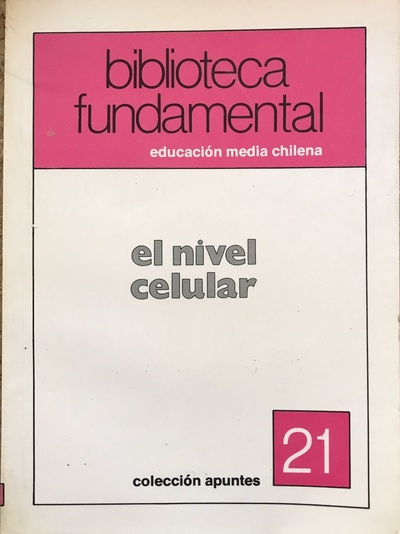 biblioteca
fundamental
educación media chilena
el nivel
celular
21
colección apuntes